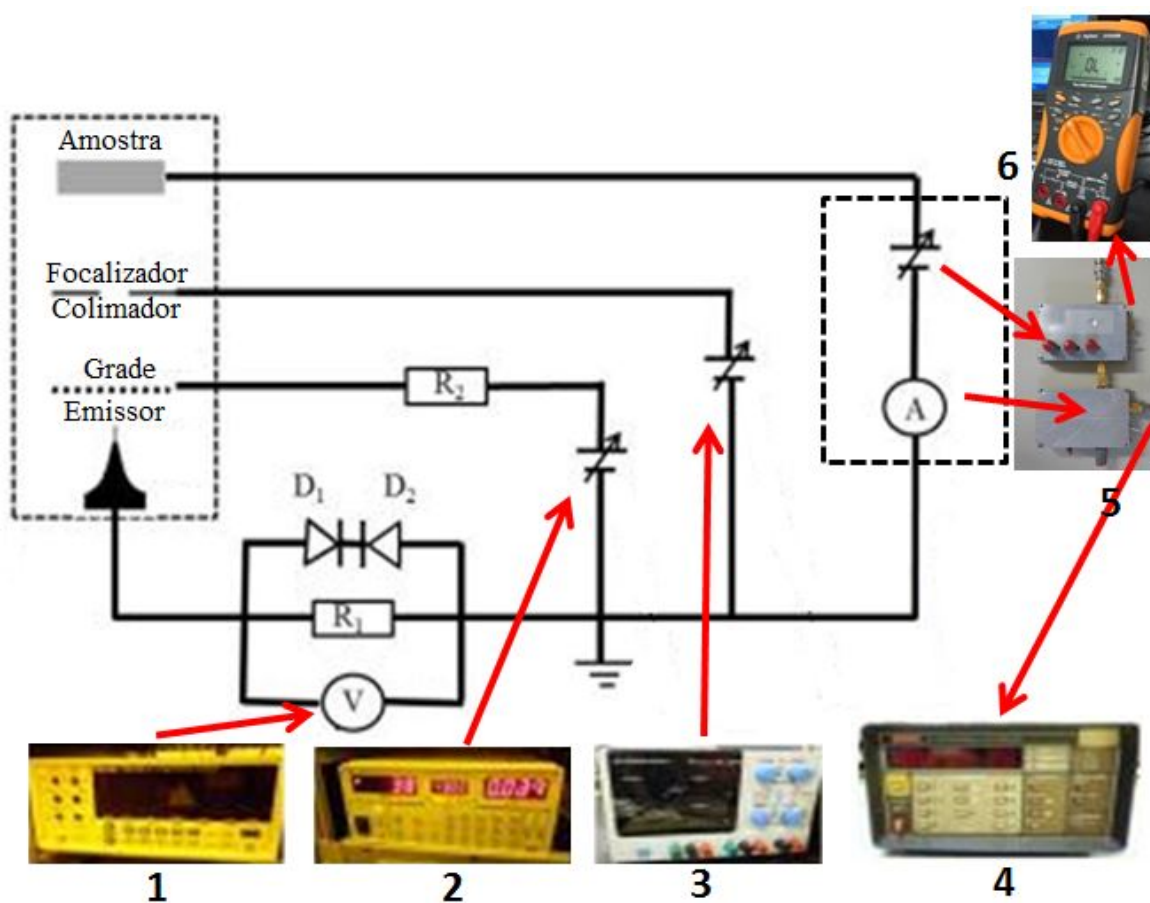 Amostra
Focalizador
Colimador
Grade
Emissor
R2
R1
D1 D2
V
A
6
5
1
2
3
4